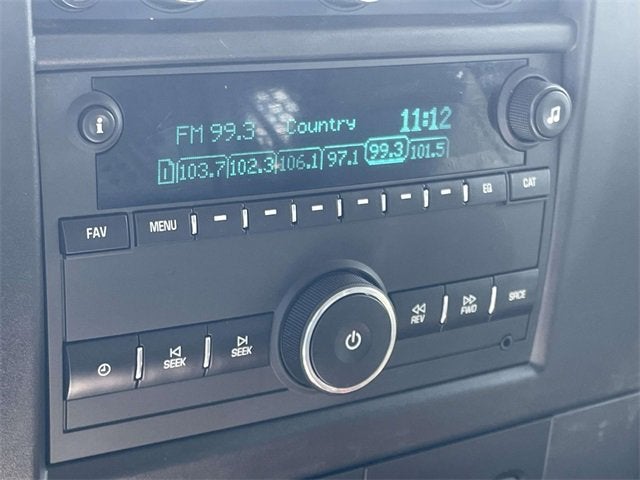 i
FM 99.3 Country 11:12
1 103.7 102.3 106.1 97.1 99.3 101.5
FAV MENU EQ CAT
SEEK SEEK REV FWD